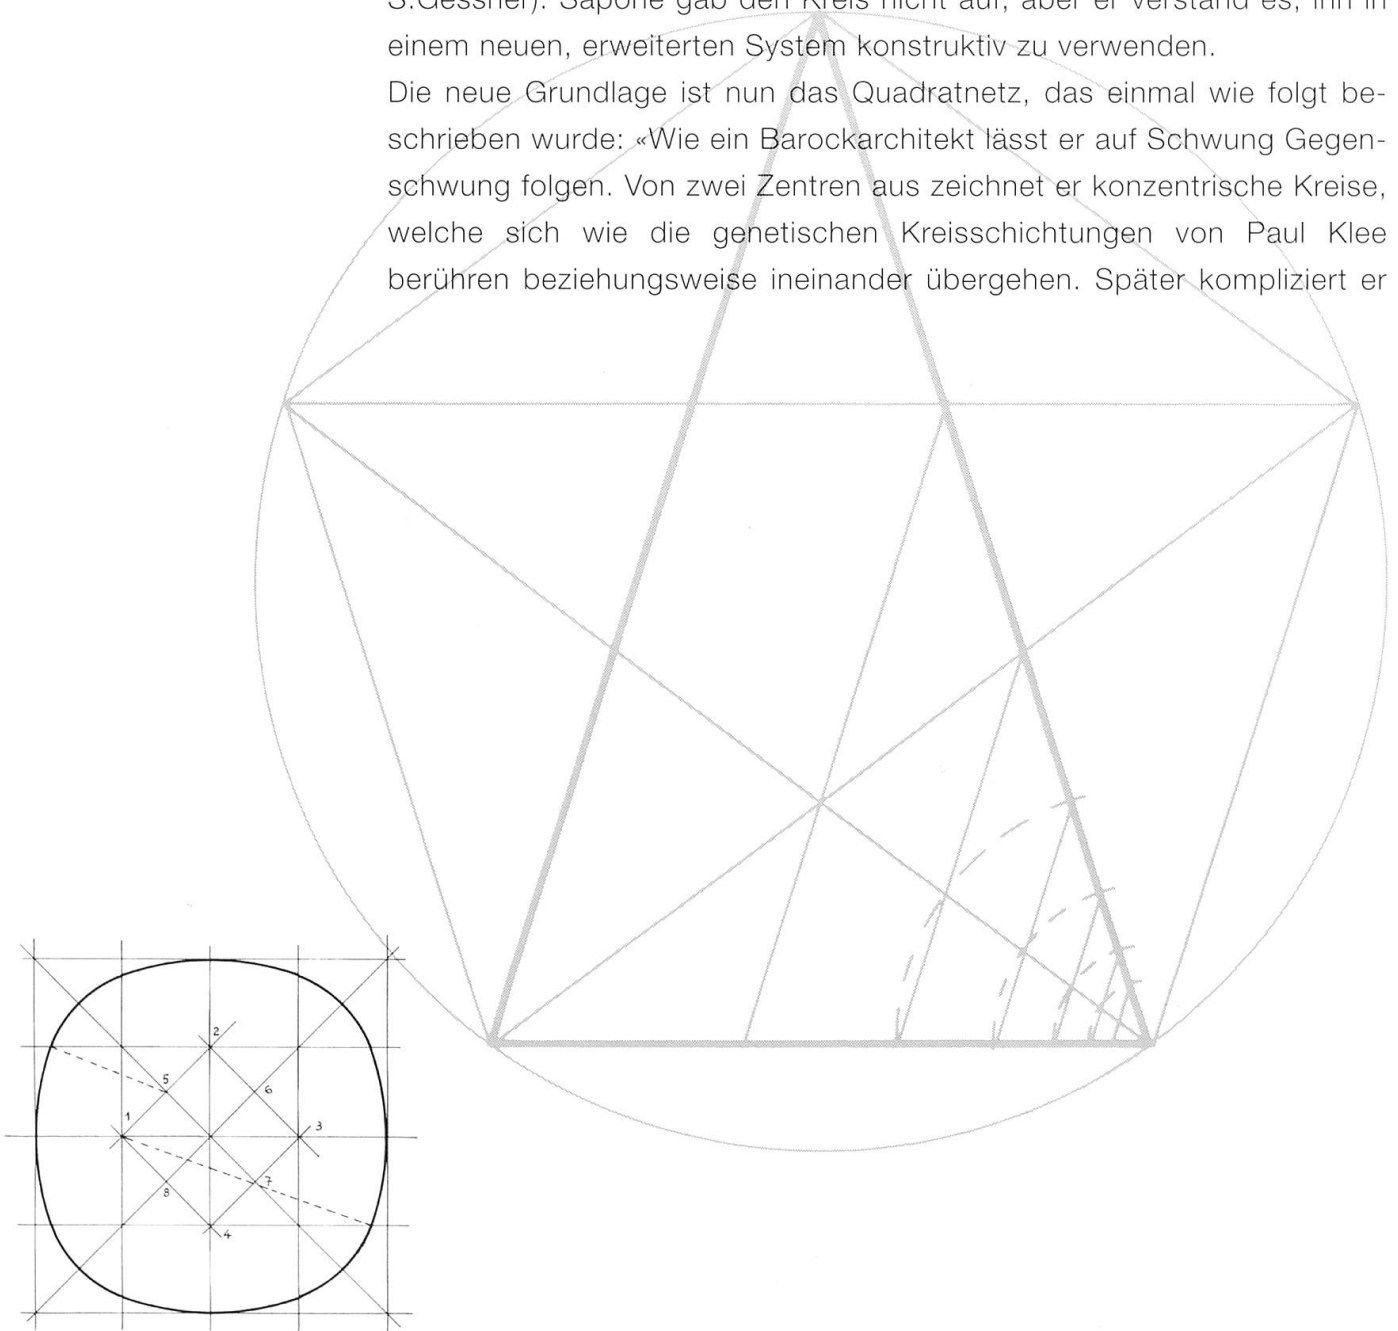 S.Gessner). Sapone gab den Kreis nicht auf, aber er verstand es, ihn in
einem neuen, erweiterten System konstruktiv zu verwenden.
Die neue Grundlage ist nun das Quadratnetz, das einmal wie folgt be-
schrieben wurde: «Wie ein Barockarchitekt lässt er auf Schwung Gegen-
schwung folgen. Von zwei Zentren aus zeichnet er konzentrische Kreise,
welche sich wie die genetischen Kreisschichtungen von Paul Klee
berühren beziehungsweise ineinander übergehen. Später kompliziert er
2
5
6
1
3
7
8
4